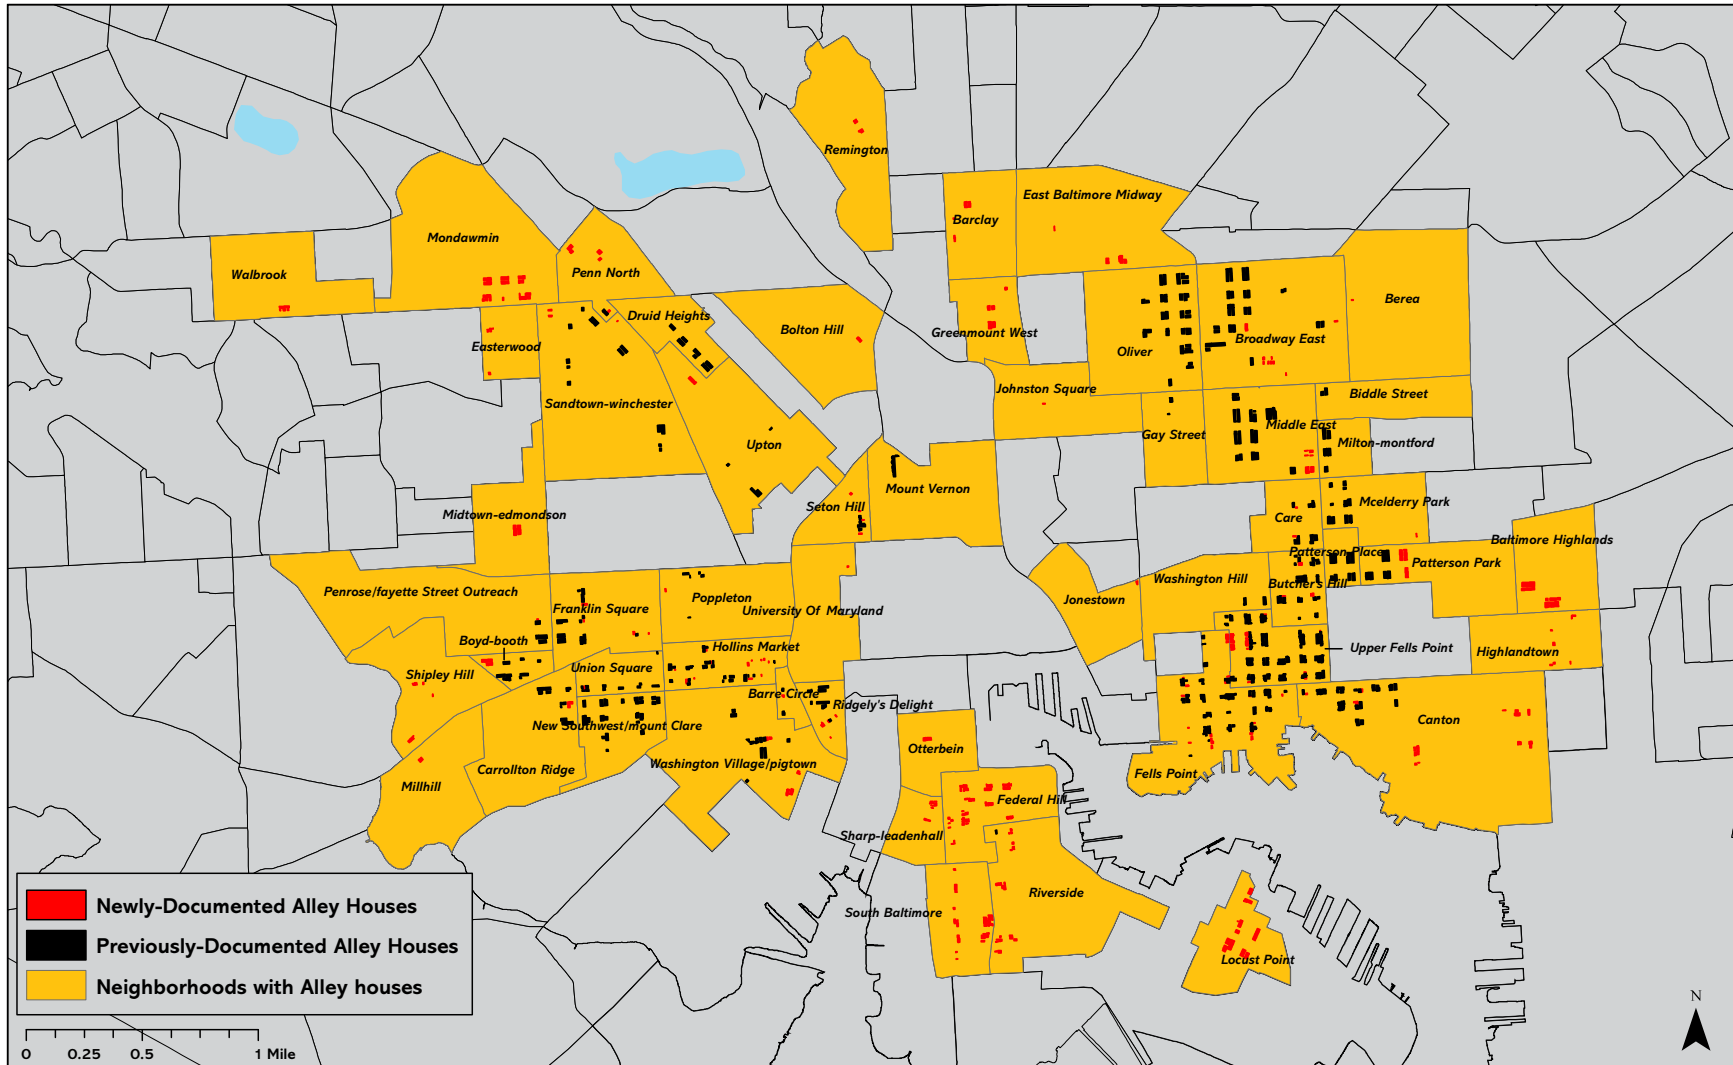 Remington
East Baltimore Midway
Barclay
Mondawmin
Walbrook
Penn North
Berea
Druid Heights
Bolton Hill
Greenmount West
Easterwood
Oliver
Broadway East
Johnston Square
Biddle Street
Sandtown-winchester
Middle East
Gay Street
Milton-montford
Upton
Mount Vernon
Seton Hill
Mcelderry Park
Midtown-edmondson
Care
Baltimore Highlands
Patterson Place
Patterson Park
Washington Hill
Butcher's Hill
Penrose/fayette Street Outreach
Poppleton
Jonestown
Franklin Square
University Of Maryland
Boyd-booth
Hollins Market
Upper Fells Point
Highlandtown
Union Square
Shipley Hill
Barre Circle
Ridgely's Delight
New Southwest/mount Clare
Canton
Otterbein
Washington Village/pigtown
Carrollton Ridge
Fells Point
Millhill
Federal Hill
Sharp-leadenhall
Riverside
South Baltimore
Locust Point
Newly-Documented Alley Houses
Previously-Documented Alley Houses
Neighborhoods with Alley houses
0 0.25 0.5 1 Mile
N